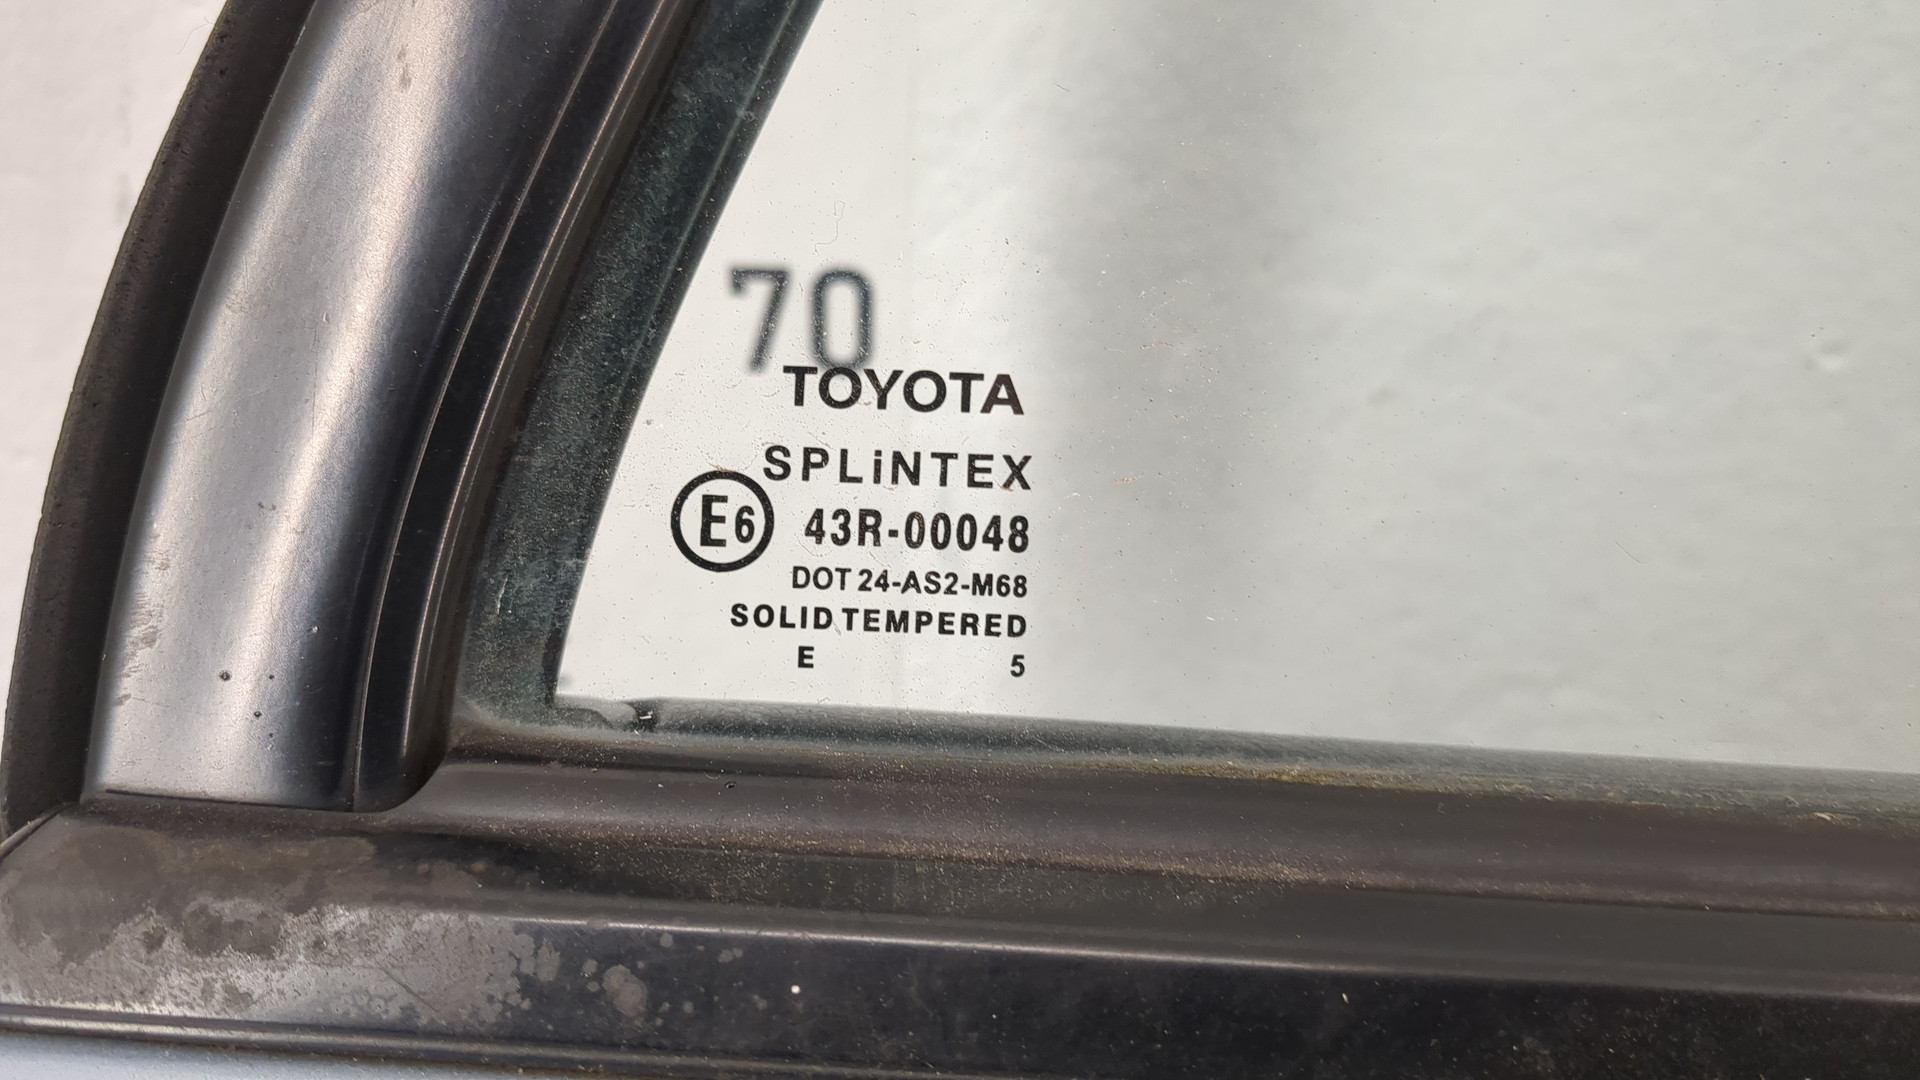 70
TOYOTA
SPLiNTEX
E6 43R-00048
DOT 24-AS2-M68
SOLID TEMPERED
E 5